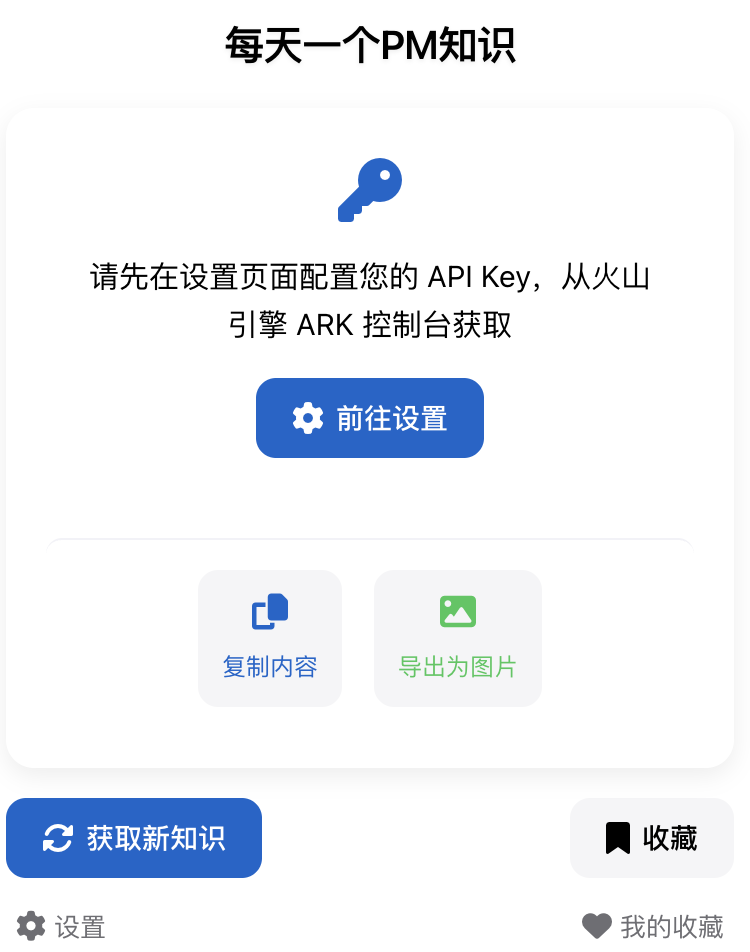 每天一个PM知识
请先在设置页面配置您的 API Key，从火山
引擎 ARK 控制台获取
前往设置
复制内容
导出为图片
获取新知识
收藏
设置
我的收藏